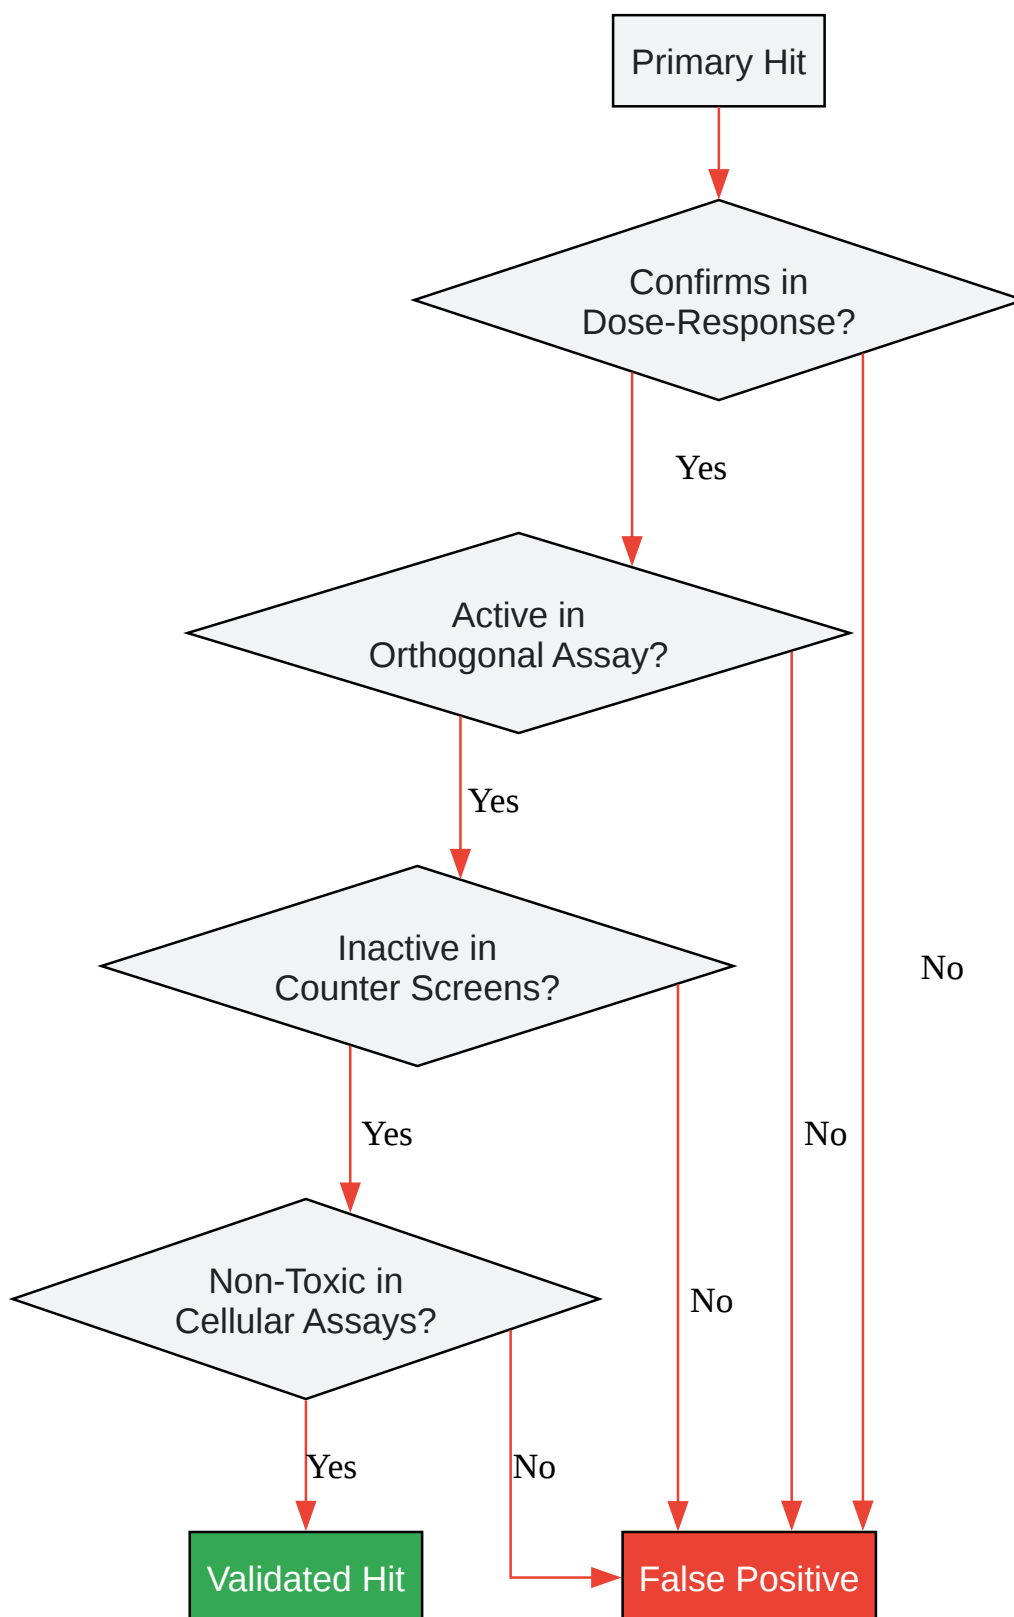 Primary Hit
Confirms in
Dose-Response?
Yes
Active in
Orthogonal Assay?
Yes
Inactive in
Counter Screens?
No
Yes
No
Non-Toxic in
Cellular Assays?
No
Yes
No
Validated Hit
False Positive